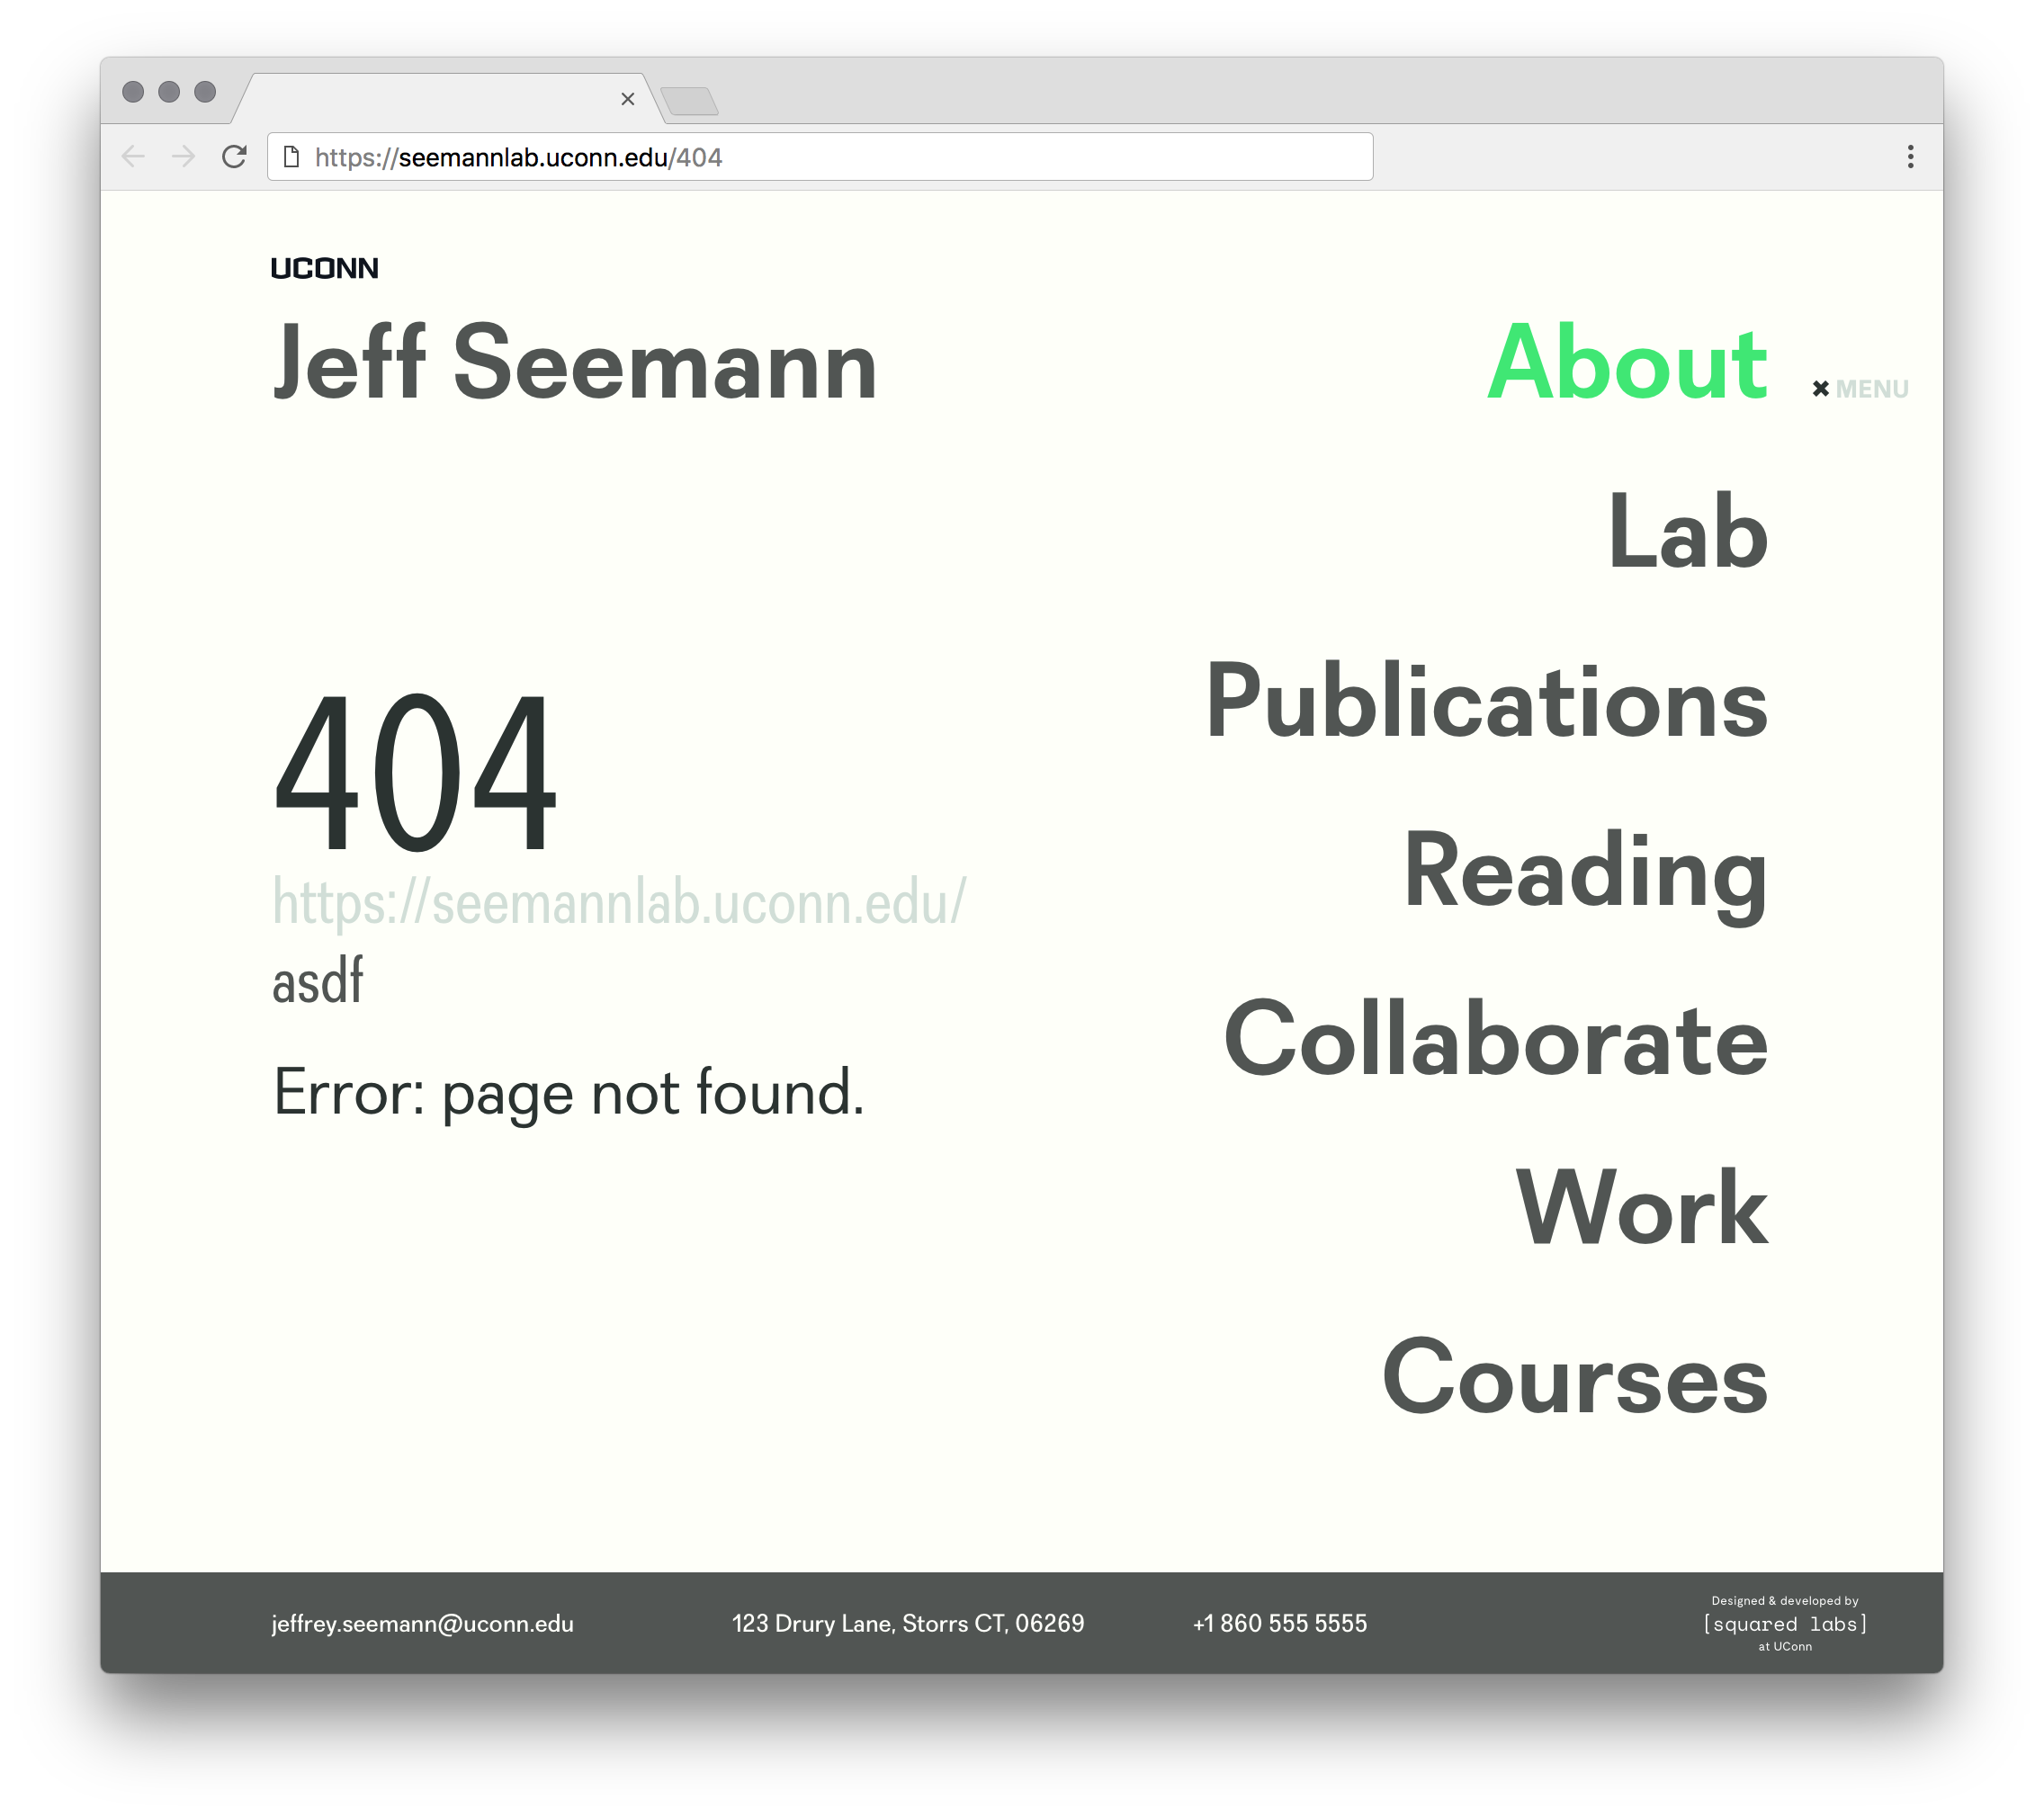 https://seemannlab.uconn.edu/404
UCONN
Jeff Seemann
About
✖ MENU
Lab
Publications
Reading
Collaborate
Work
Courses
404
https://seemannlab.uconn.edu/
asdf
Error: page not found.
jeffrey.seemann@uconn.edu
123 Drury Lane, Storrs CT, 06269
+1 860 555 5555
Designed & developed by
[squared labs]
at UConn